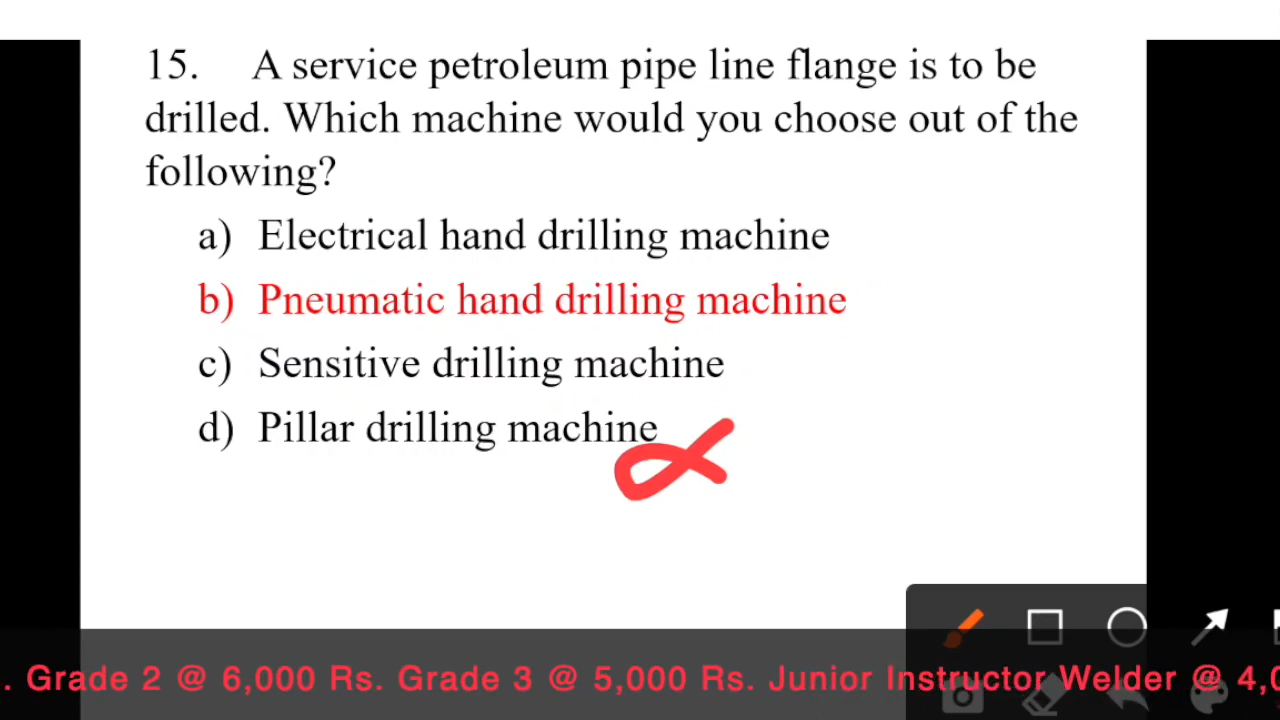 15. A service petroleum pipe line flange is to be
drilled. Which machine would you choose out of the
following?
a) Electrical hand drilling machine
b) Pneumatic hand drilling machine
c) Sensitive drilling machine
d) Pillar drilling machine
. Grade 2 @ 6,000 Rs. Grade 3 @ 5,000 Rs. Junior Instructor Welder @ 4,0